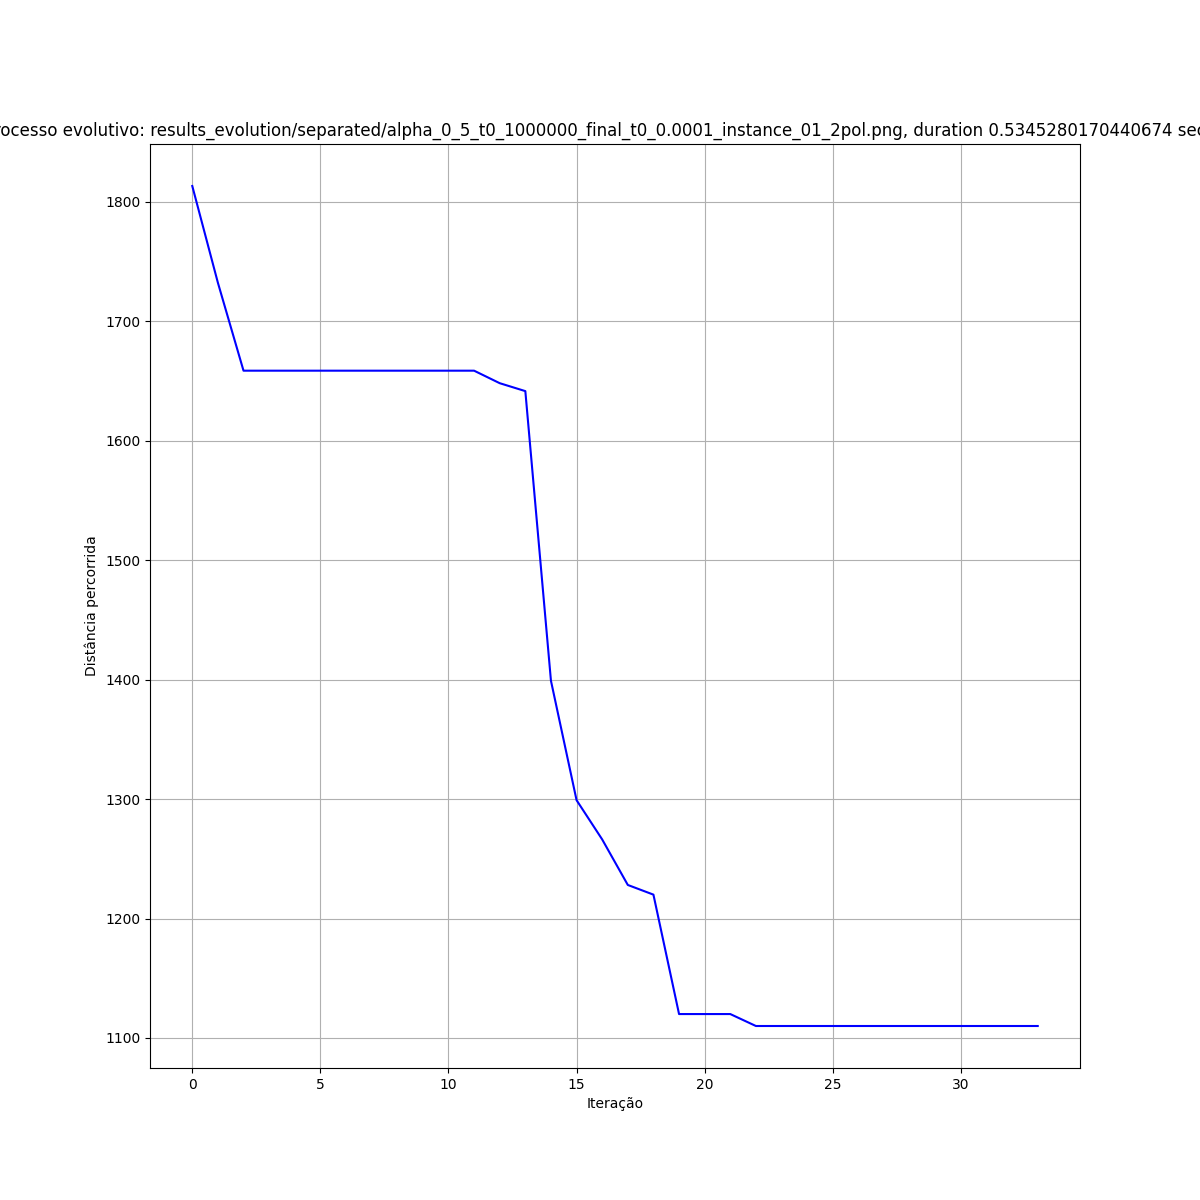 ocesso evolutivo: results_evolution/separated/alpha_0_5_t0_1000000_final_t0_0.0001_instance_01_2pol.png, duration 0.5345280170440674 sec
1800
1700
1600
1500
1400
1300
1200
1100
Distância percorrida
0 5 10 15 20 25 30
Iteração